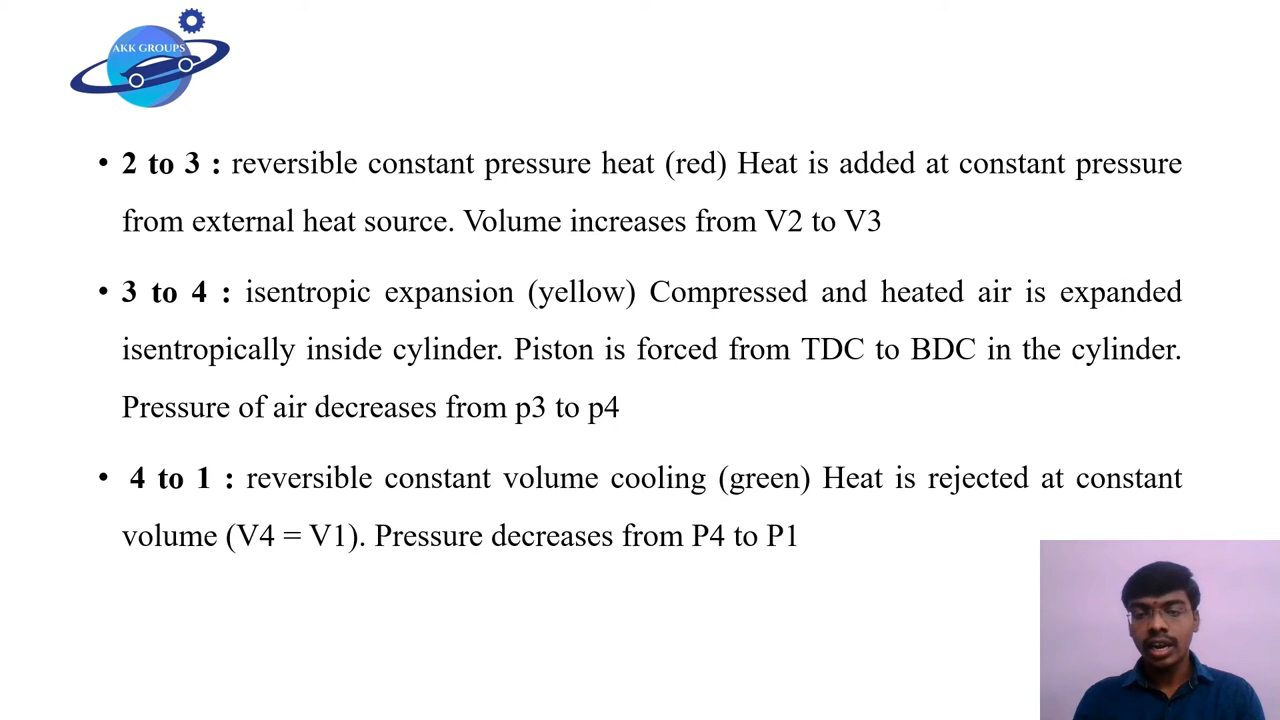 AKK GROUPS
• 2 to 3 : reversible constant pressure heat (red) Heat is added at constant pressure
from external heat source. Volume increases from V2 to V3
• 3 to 4 : isentropic expansion (yellow) Compressed and heated air is expanded
isentropically inside cylinder. Piston is forced from TDC to BDC in the cylinder.
Pressure of air decreases from p3 to p4
• 4 to 1 : reversible constant volume cooling (green) Heat is rejected at constant
volume (V4 = V1). Pressure decreases from P4 to P1